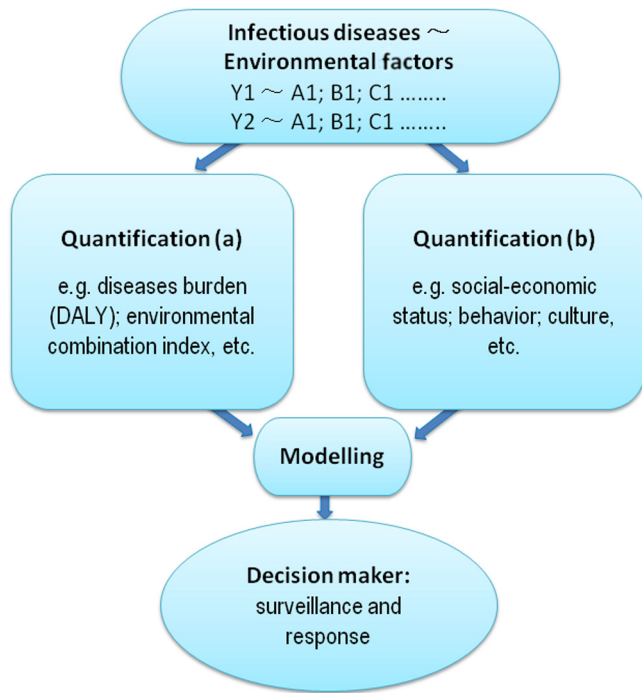 Infectious diseases ~
Environmental factors
Y1 ~ A1; B1; C1 ........
Y2 ~ A1; B1; C1 ........
Quantification (a)
e.g. diseases burden
(DALY); environmental
combination index, etc.
Quantification (b)
e.g. social-economic
status; behavior; culture,
etc.
Modelling
Decision maker:
surveillance and
response